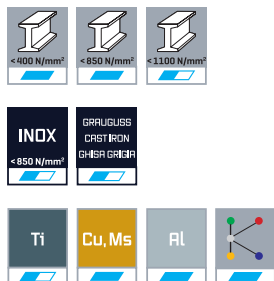 <400 N/mm² <850 N/mm² <1100 N/mm²
INOX
<850 N/mm²
GRAUGUSS
CAST IRON
GHISA GRIGIA
Ti Cu,Ms Al